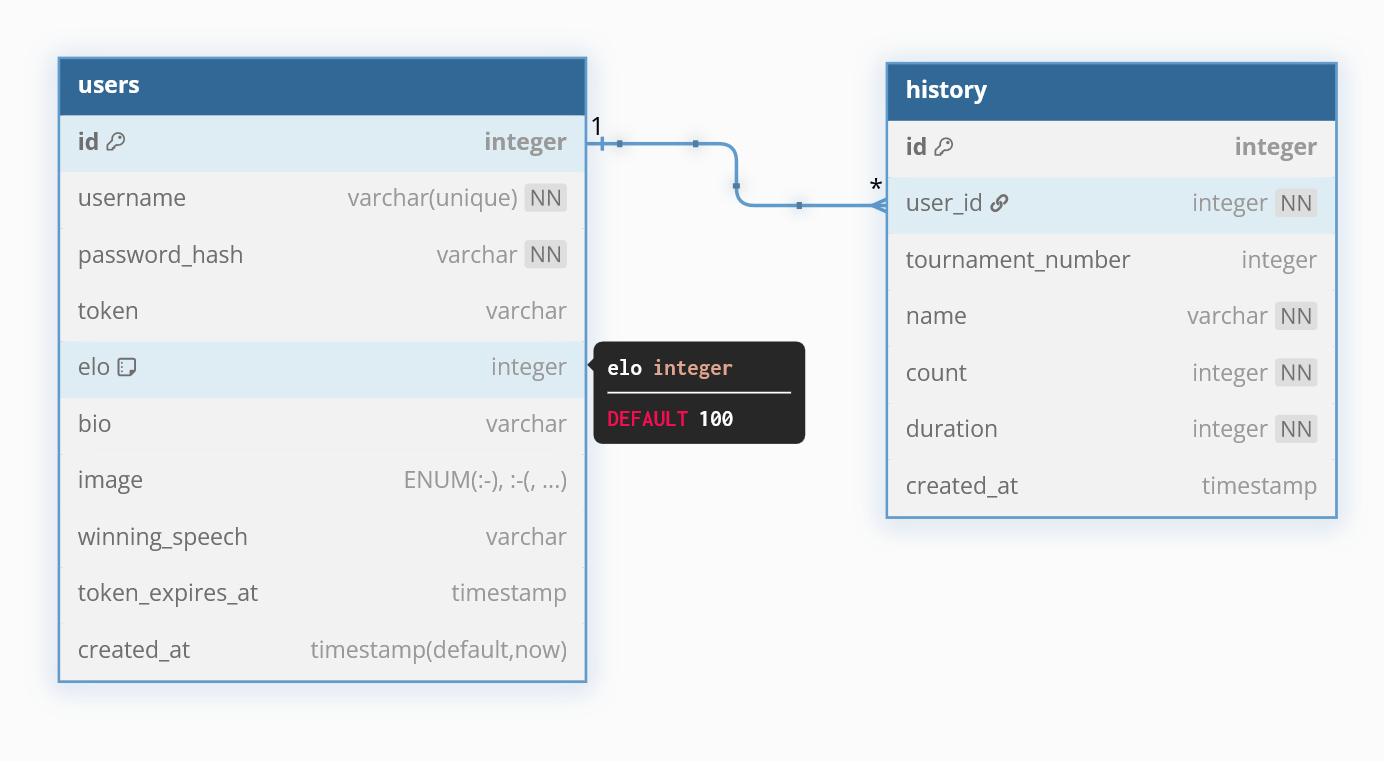 users
id integer
username varchar(unique) NN
password_hash varchar NN
token varchar
elo integer
bio varchar
image ENUM(:-), :-(, ...)
winning_speech varchar
token_expires_at timestamp
created_at timestamp(default,now)
1
*
elo integer
DEFAULT 100
history
id integer
user_id integer NN
tournament_number integer
name varchar NN
count integer NN
duration integer NN
created_at timestamp